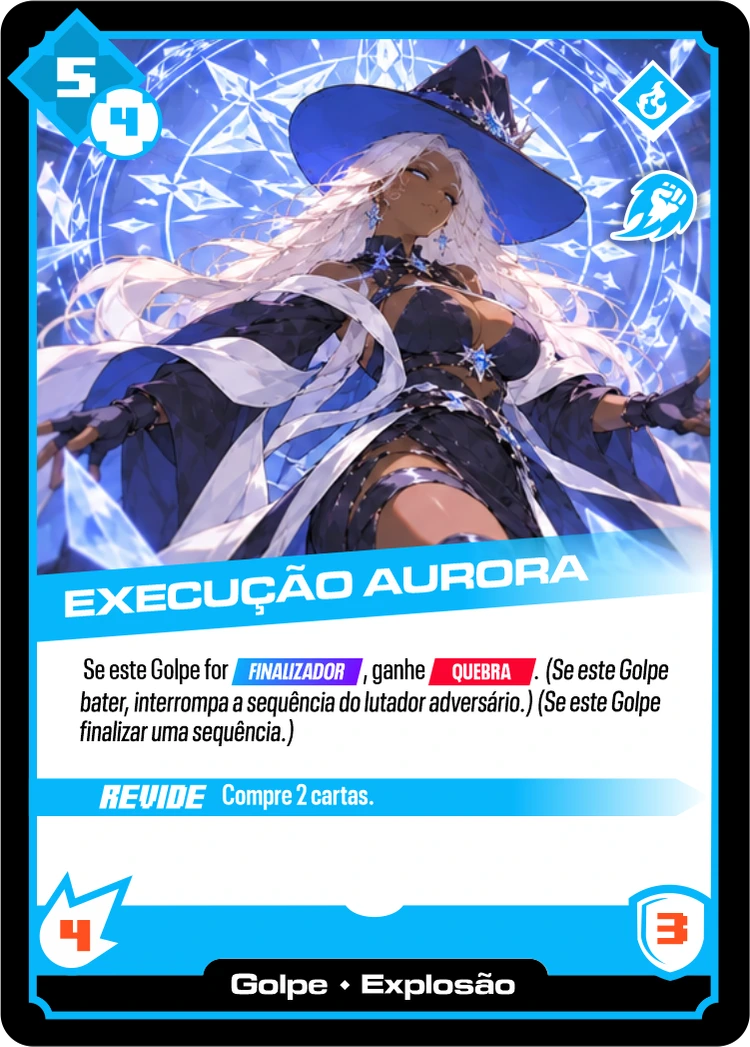 5
4
EXECUÇÃO AURORA
Se este Golpe for FINALIZADOR, ganhe QUEBRA. (Se este Golpe
bater, interrompa a sequência do lutador adversário.) (Se este Golpe
finalizar uma sequência.)
REVIDE Compre 2 cartas.
4
3
Golpe • Explosão